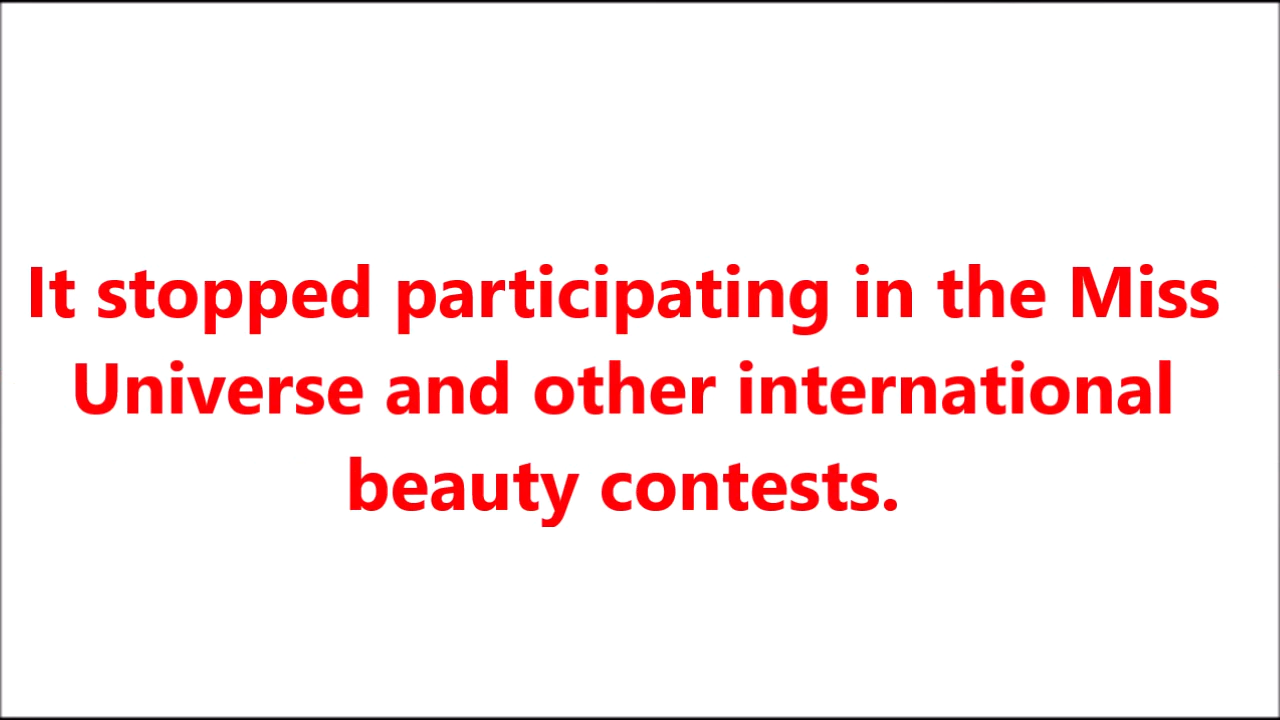 It stopped participating in the Miss
Universe and other international
beauty contests.